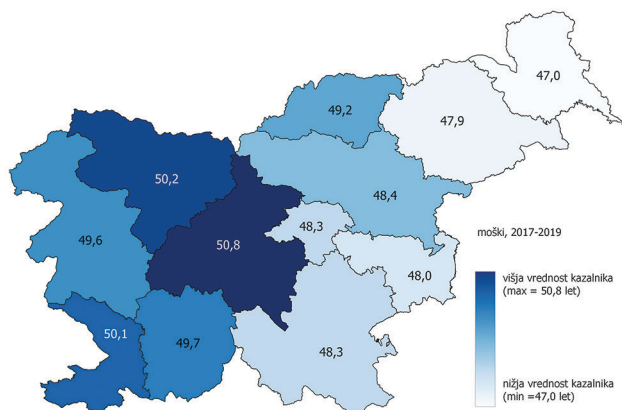 47,0
49,2
47,9
50,2
48,4
48,3
49,6
50,8
moški, 2017-2019
48,0
višja vrednost kazalnika
(max = 50,8 let)
50,1
49,7
48,3
nižja vrednost kazalnika
(min =47,0 let)